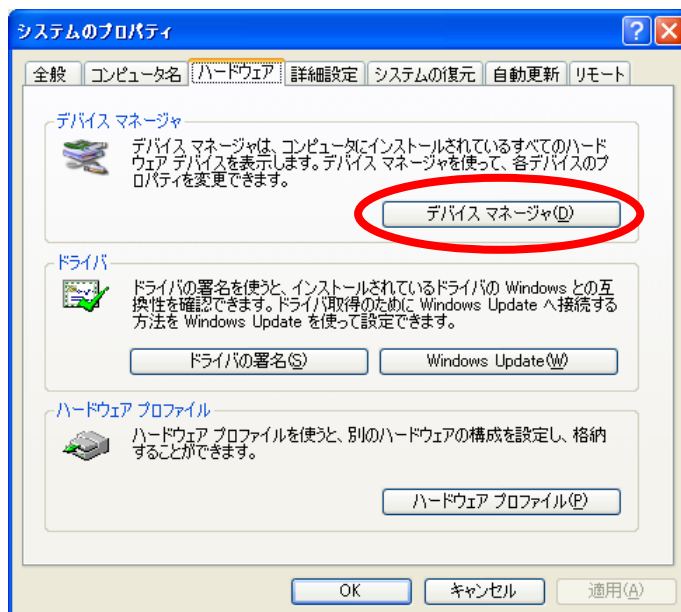 システムのプロパティ
全般 コンピュータ名 ハードウェア 詳細設定 システムの復元 自動更新 リモート
デバイス マネージャ
デバイス マネージャは、コンピュータにインストールされているすべてのハード
ウェア デバイスを表示します。デバイス マネージャを使って、各デバイスのプ
ロパティを変更できます。
デバイス マネージャ(D)
ドライバ
ドライバの署名を使うと、インストールされているドライバの Windows との互
換性を確認できます。ドライバ取得のために Windows Update へ接続する
方法を Windows Update を使って設定できます。
ドライバの署名(S) Windows Update(W)
ハードウェア プロファイル
ハードウェア プロファイルを使うと、別のハードウェアの構成を設定し、格納
することができます。
ハードウェア プロファイル(P)
OK キャンセル 適用(A)